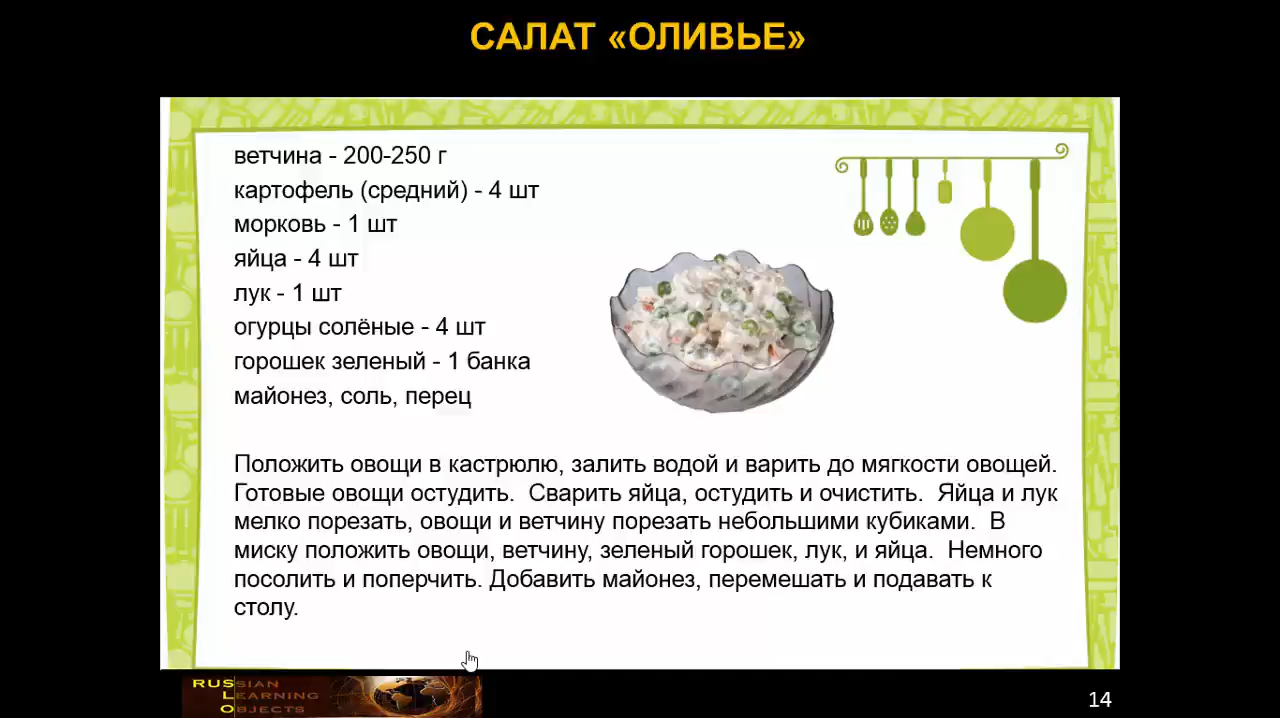 САЛАТ «ОЛИВЬЕ»
ветчина - 200-250 г
картофель (средний) - 4 шт
морковь - 1 шт
яйца - 4 шт
лук - 1 шт
огурцы солёные - 4 шт
горошек зеленый - 1 банка
майонез, соль, перец
Положить овощи в кастрюлю, залить водой и варить до мягкости овощей.
Готовые овощи остудить.  Сварить яйца, остудить и очистить.  Яйца и лук
мелко порезать, овощи и ветчину порезать небольшими кубиками.  В
миску положить овощи, ветчину, зеленый горошек, лук, и яйца.  Немного
посолить и поперчить. Добавить майонез, перемешать и подавать к
столу.
RUSSIAN
LEARNING
OBJECTS
14